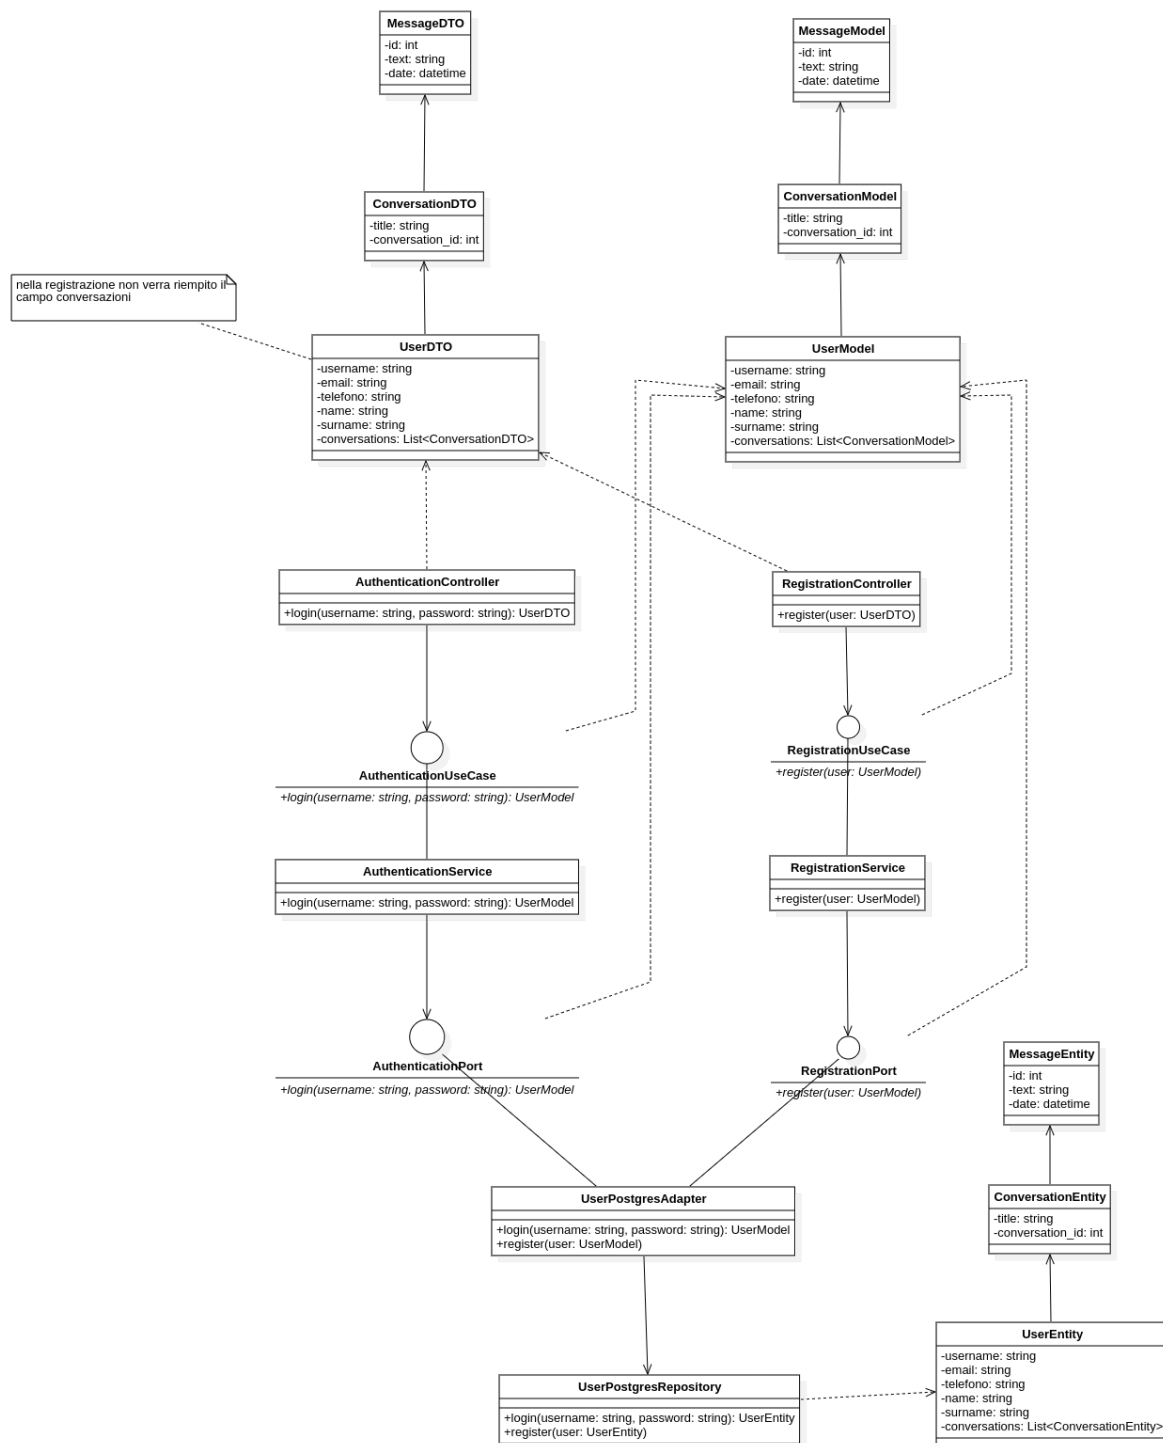 MessageDTO
-id: int
-text: string
-date: datetime
MessageModel
-id: int
-text: string
-date: datetime
ConversationDTO
-title: string
-conversation_id: int
ConversationModel
-title: string
-conversation_id: int
nella registrazione non verra riempito il
campo conversazioni
UserDTO
-username: string
-email: string
-telefono: string
-name: string
-surname: string
-conversations: List<ConversationDTO>
UserModel
-username: string
-email: string
-telefono: string
-name: string
-surname: string
-conversations: List<ConversationModel>
AuthenticationController
+login(username: string, password: string): UserDTO
RegistrationController
+register(user: UserDTO)
AuthenticationUseCase
+login(username: string, password: string): UserModel
RegistrationUseCase
+register(user: UserModel)
AuthenticationService
+login(username: string, password: string): UserModel
RegistrationService
+register(user: UserModel)
AuthenticationPort
+login(username: string, password: string): UserModel
RegistrationPort
+register(user: UserModel)
MessageEntity
-id: int
-text: string
-date: datetime
UserPostgresAdapter
+login(username: string, password: string): UserModel
+register(user: UserModel)
ConversationEntity
-title: string
-conversation_id: int
UserPostgresRepository
+login(username: string, password: string): UserEntity
+register(user: UserEntity)
UserEntity
-username: string
-email: string
-telefono: string
-name: string
-surname: string
-conversations: List<ConversationEntity>